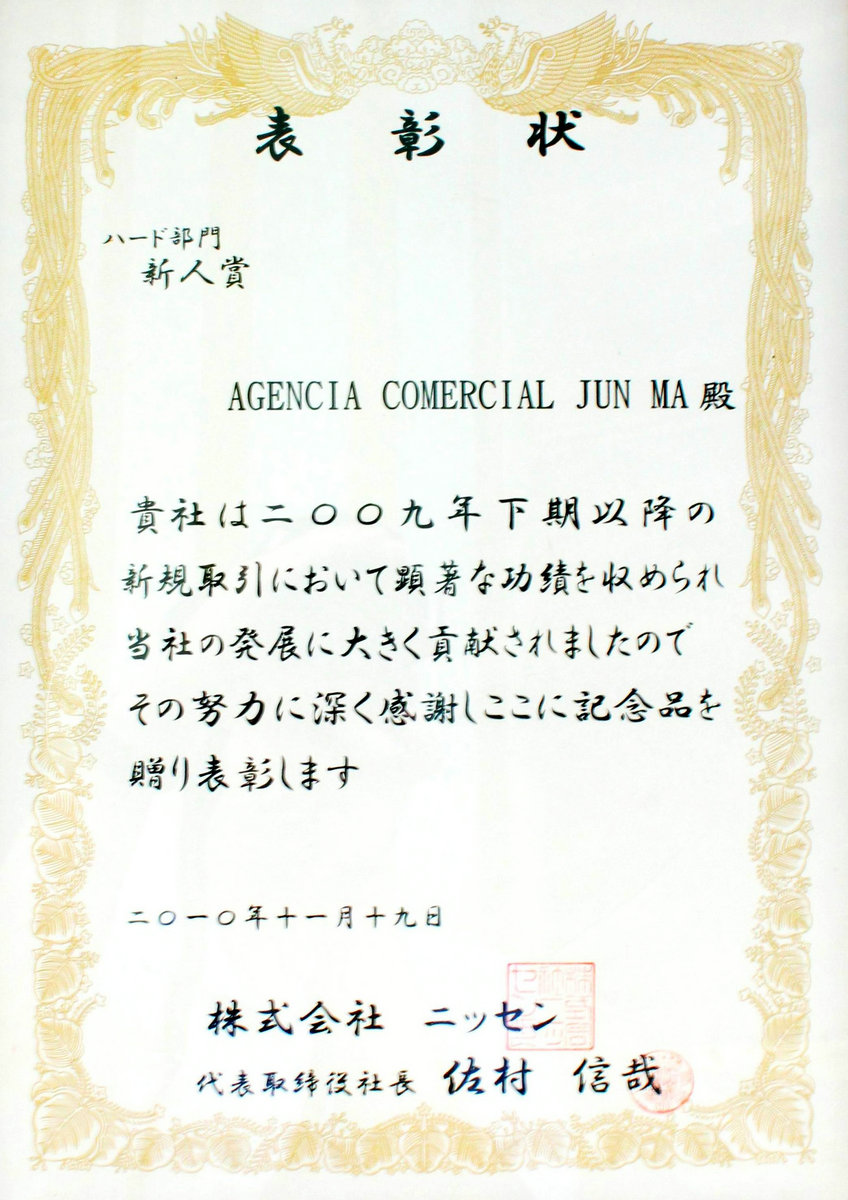 表彰状
ハード部門
新人賞
AGENCIA COMERCIAL JUN MA 殿
貴社は二〇〇九年下期以降の
新規取引において顕著な功績を収められ
当社の発展に大きく貢献されましたので
その努力に深く感謝しここに記念品を
贈り表彰します
二〇一〇年十一月十九日
株式会社 ニッセン
代表取締役社長 佐村 信哉